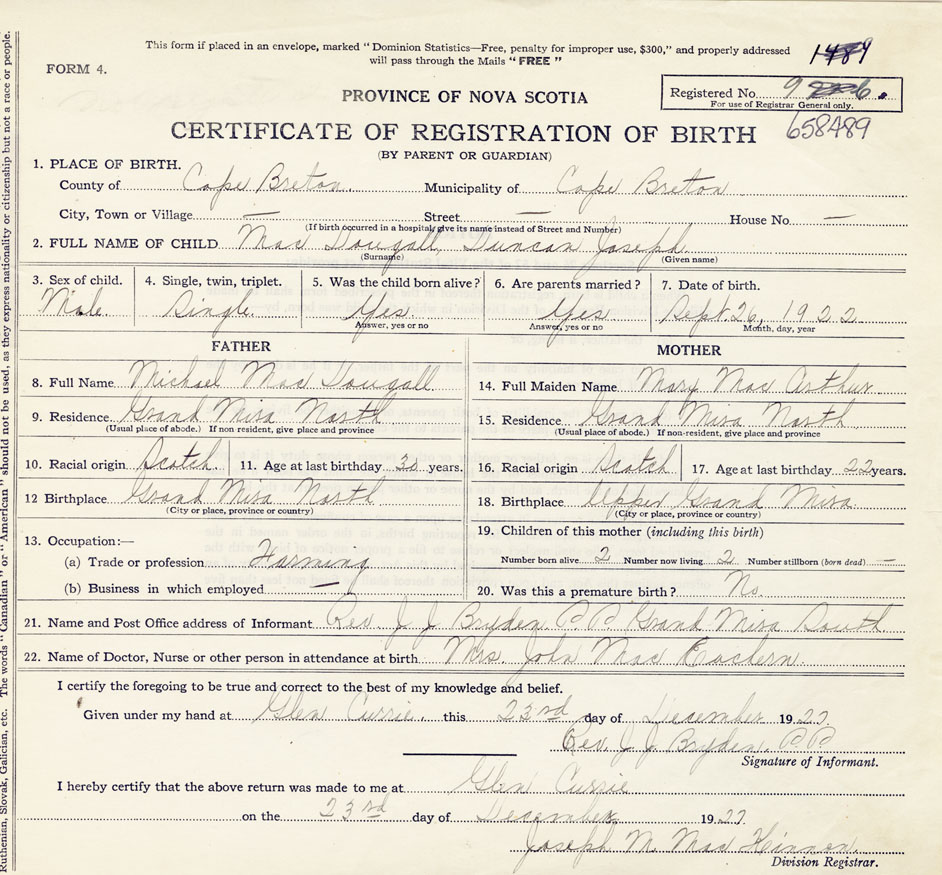 This form if placed in an envelope, marked "Dominion Statistics—Free, penalty for improper use, $300," and properly addressed
will pass through the Mails "FREE"
FORM 4.
1489
PROVINCE OF NOVA SCOTIA
Registered No.
For use of Registrar General only.
658489
CERTIFICATE OF REGISTRATION OF BIRTH
(BY PARENT OR GUARDIAN)
1. PLACE OF BIRTH.
County of Cape Breton. Municipality of Cape Breton
City, Town or Village — Street — House No —
(If birth occurred in a hospital, give its name instead of Street and Number)
2. FULL NAME OF CHILD Mac Dougall, Duncan Joseph.
(Surname) (Given name)
3. Sex of child. 4. Single, twin, triplet. 5. Was the child born alive? 6. Are parents married? 7. Date of birth.
Male Single. Yes Yes Sept. 26, 1922
Answer, yes or no Answer, yes or no Month, day, year
FATHER MOTHER
8. Full Name Michael Mac Dougall 14. Full Maiden Name Mary Mac Arthur
9. Residence. Grand Mira North 15. Residence Grand Mira North
(Usual place of abode.) If non resident, give place and province (Usual place of abode.) If non-resident, give place and province
10. Racial origin Scotch. 11. Age at last birthday 30 years. 16. Racial origin Scotch 17. Age at last birthday 22 years.
12 Birthplace Grand Mira North 18. Birthplace Upper Grand Mira
(City or place, province or country) (City or place, province or country)
19. Children of this mother (including this birth)
13. Occupation:—
(a) Trade or profession Farming Number born alive 2 Number now living 2 Number stillborn (born dead) —
(b) Business in which employed — 20. Was this a premature birth? No.
21. Name and Post Office address of Informant Rev. J. J. Bryden. P.P. Grand Mira South
22. Name of Doctor, Nurse or other person in attendance at birth Mrs. John Mac Eachern.
I certify the foregoing to be true and correct to the best of my knowledge and belief.
Given under my hand at Glen Currie. this 23rd day of December 1927.
Rev. J. J. Bryden. P.P.
Signature of Informant.
I hereby certify that the above return was made to me at Glen Currie
on the 23rd day of December 1927
Joseph M. Mac Kinnon.
Division Registrar.
Ruthenian, Slovak, Galician, etc. The words "Canadian" or "American" should not be used, as they express nationality or citizenship but not a race or people.